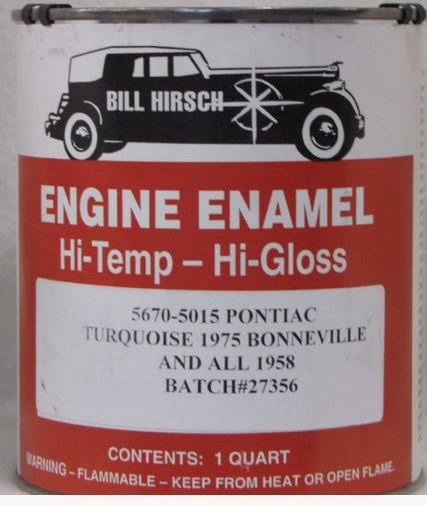 BILL HIRSCH
ENGINE ENAMEL
Hi-Temp – Hi-Gloss
5670-5015 PONTIAC
TURQUOISE 1975 BONNEVILLE
AND ALL 1958
BATCH#27356
CONTENTS: 1 QUART
WARNING – FLAMMABLE – KEEP FROM HEAT OR OPEN FLAME.